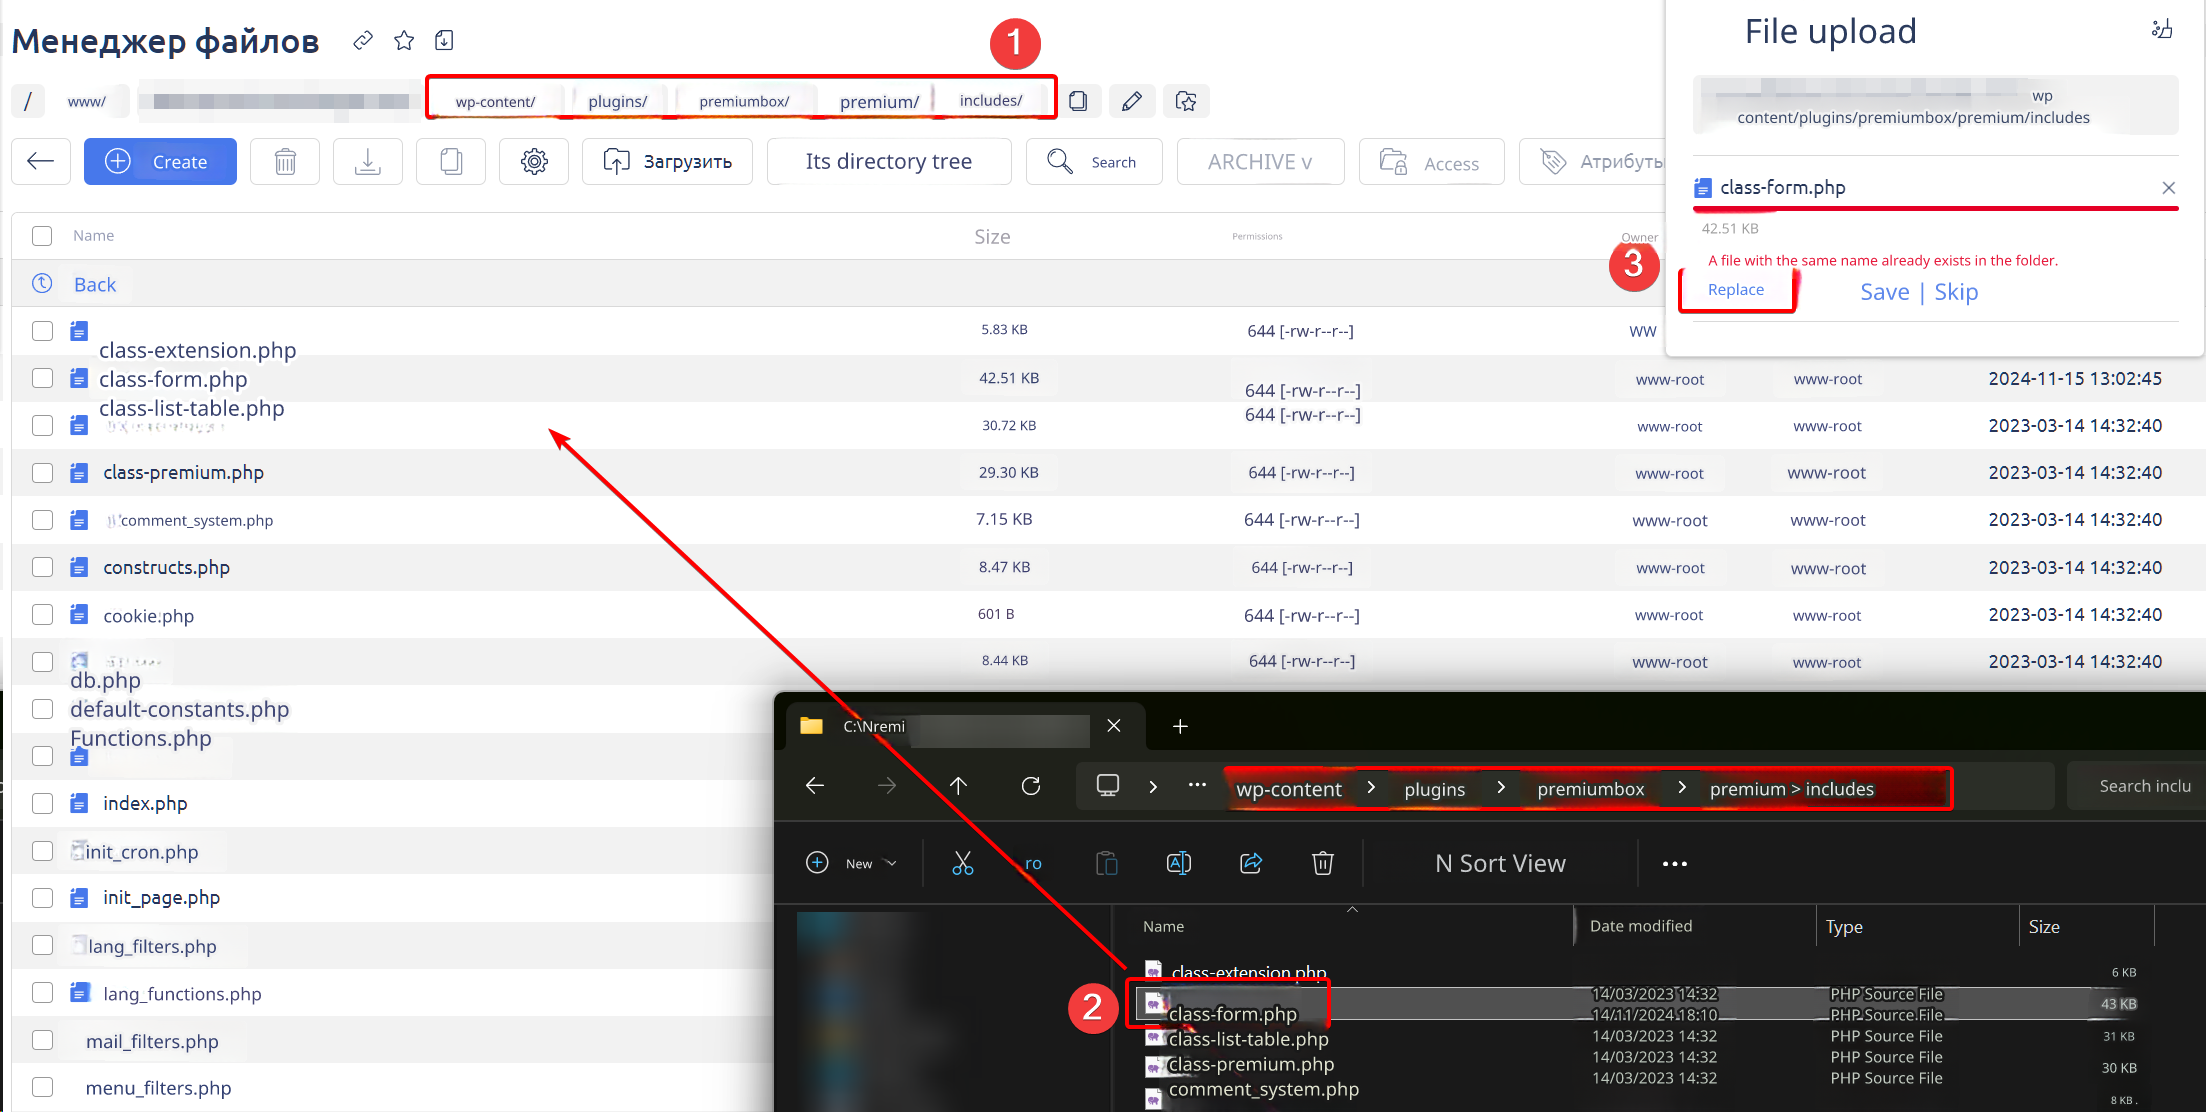 Менеджер файлов
1
/ www/ wp-content/ plugins/ premiumbox/ premium/ includes/
Create
Загрузить
Its directory tree
Search
ARCHIVE v
Access
Атрибуты
Name Size Permissions Owner
Back
5.83 KB 644 [-rw-r--r--] WW
class-extension.php
class-form.php 42.51 KB 644 [-rw-r--r--] www-root www-root 2024-11-15 13:02:45
class-list-table.php 644 [-rw-r--r--]
30.72 KB www-root www-root 2023-03-14 14:32:40
class-premium.php 29.30 KB 644 [-rw-r--r--] www-root www-root 2023-03-14 14:32:40
comment_system.php 7.15 KB 644 [-rw-r--r--] www-root www-root 2023-03-14 14:32:40
constructs.php 8.47 KB 644 [-rw-r--r--] www-root www-root 2023-03-14 14:32:40
cookie.php 601 B 644 [-rw-r--r--] www-root www-root 2023-03-14 14:32:40
8.44 KB 644 [-rw-r--r--] www-root www-root 2023-03-14 14:32:40
db.php
default-constants.php
Functions.php
index.php
init_cron.php
init_page.php
lang_filters.php
lang_functions.php
mail_filters.php
menu_filters.php
File upload
wp
content/plugins/premiumbox/premium/includes
class-form.php
42.51 KB
3
A file with the same name already exists in the folder.
Replace Save | Skip
C:\Nremi
wp-content > plugins > premiumbox > premium > includes
Search inclu
New
ro
N Sort View
Name Date modified Type Size
class-extension.php 6 KB
14/03/2023 14:32 PHP Source File
2
class-form.php 14/11/2024 18:10 PHP Source File 43 KB
class-list-table.php 14/03/2023 14:32 PHP Source File 31 KB
class-premium.php 14/03/2023 14:32 PHP Source File 30 KB
comment_system.php 14/03/2023 14:32 PHP Source File 8 KB